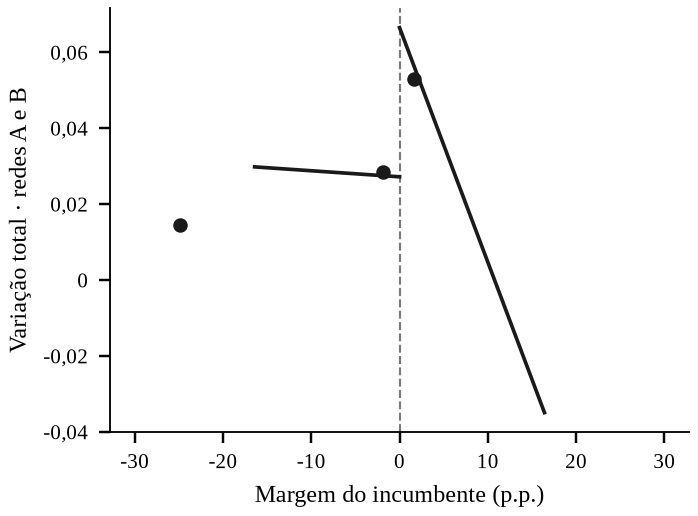 Variação total · redes A e B
0,06
0,04
0,02
0
-0,02
-0,04
-30 -20 -10 0 10 20 30
Margem do incumbente (p.p.)